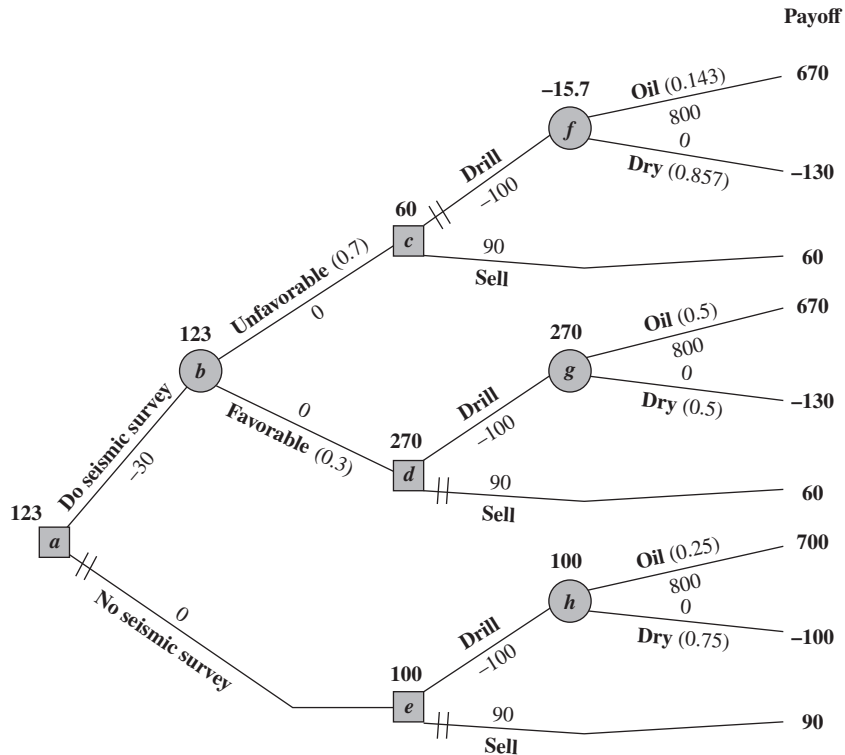 Payoff
Oil (0.143)
670
–15.7
800
f
0
Dry (0.857)
–130
Drill
–100
60
c
90
60
Sell
Unfavorable (0.7)
0
Oil (0.5)
670
123
270
800
b
g
0
Dry (0.5)
–130
0
Favorable (0.3)
Drill
–100
270
d
90
60
Sell
Do seismic survey
–30
123
a
Oil (0.25)
700
100
800
h
0
Dry (0.75)
–100
0
No seismic survey
Drill
–100
100
e
90
90
Sell